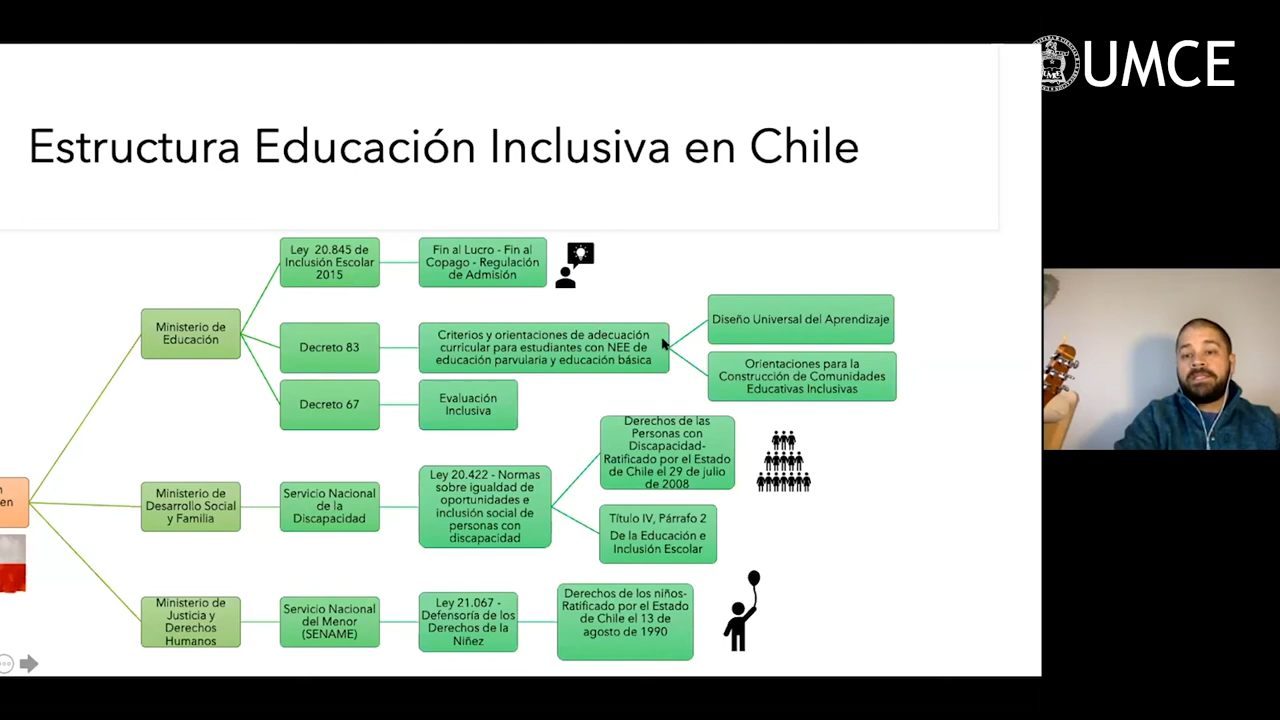 UMCE
Estructura Educación Inclusiva en Chile
Ley 20.845 de
Inclusión Escolar
2015
Fin al Lucro - Fin al
Copago - Regulación
de Admisión
Ministerio de
Educación
Decreto 83
Criterios y orientaciones de adecuación
curricular para estudiantes con NEE de
educación parvularia y educación básica
Diseño Universal del Aprendizaje
Orientaciones para la
Construcción de Comunidades
Educativas Inclusivas
Decreto 67
Evaluación
Inclusiva
Ministerio de
Desarrollo Social
y Familia
Servicio Nacional
de la
Discapacidad
Ley 20.422 - Normas
sobre igualdad de
oportunidades e
inclusión social de
personas con
discapacidad
Derechos de las
Personas con
Discapacidad-
Ratificado por el Estado
de Chile el 29 de julio
de 2008
Título IV, Párrafo 2
De la Educación e
Inclusión Escolar
Ministerio de
Justicia y
Derechos
Humanos
Servicio Nacional
del Menor
(SENAME)
Ley 21.067 -
Defensoría de los
Derechos de la
Niñez
Derechos de los niños-
Ratificado por el Estado
de Chile el 13 de
agosto de 1990